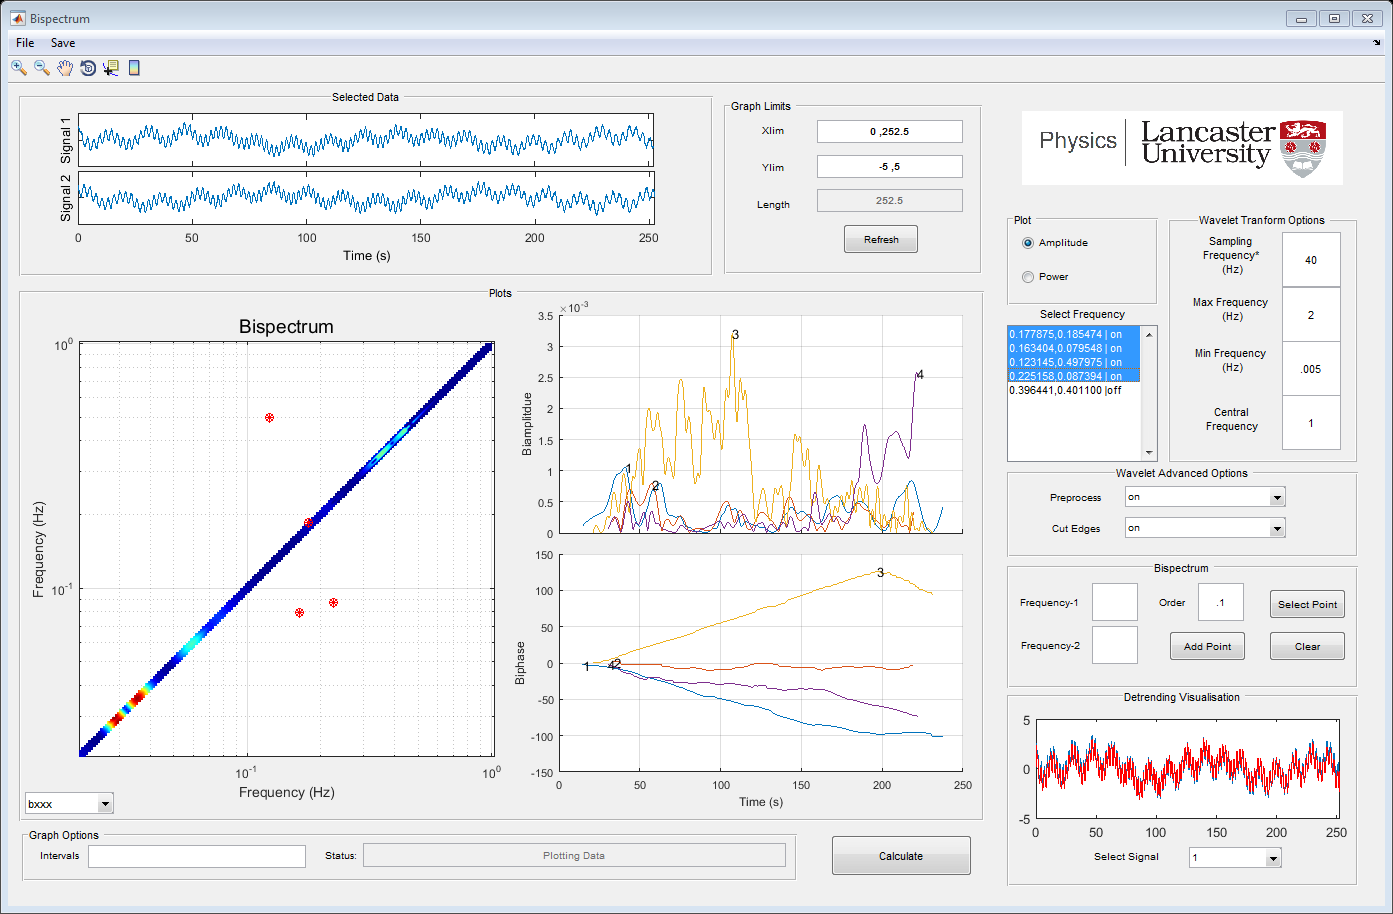 Bispectrum
File Save
Selected Data
Signal 1
Signal 2
0 50 100 150 200 250
Time (s)
Graph Limits
Xlim 0 ,252.5
Ylim -5 ,5
Length 252.5
Refresh
Physics Lancaster University
Plot
Amplitude
Power
Select Frequency
0.177875,0.185474 | on
0.163404,0.079548 | on
0.123145,0.497975 | on
0.225158,0.087394 | on
0.396441,0.401100 |off
Wavelet Tranform Options
Sampling
Frequency*
(Hz)
40
Max Frequency
(Hz)
2
Min Frequency
(Hz)
.005
Central
Frequency
1
Wavelet Advanced Options
Preprocess on
Cut Edges on
Bispectrum
Frequency-1 Order .1 Select Point
Frequency-2 Add Point Clear
Detrending Visualisation
5
0
-5
0 50 100 150 200 250
Select Signal 1
Plots
Bispectrum
10^0
10^-1
Frequency (Hz)
10^-1 10^0
Frequency (Hz)
bxxx
×10^-3
3.5
3
2.5
2
1.5
1
0.5
0
Biamplitdue
1
2
3
4
150
100
50
0
-50
-100
-150
Biphase
1
4
2
3
0 50 100 150 200 250
Time (s)
Graph Options
Intervals
Status: Plotting Data
Calculate